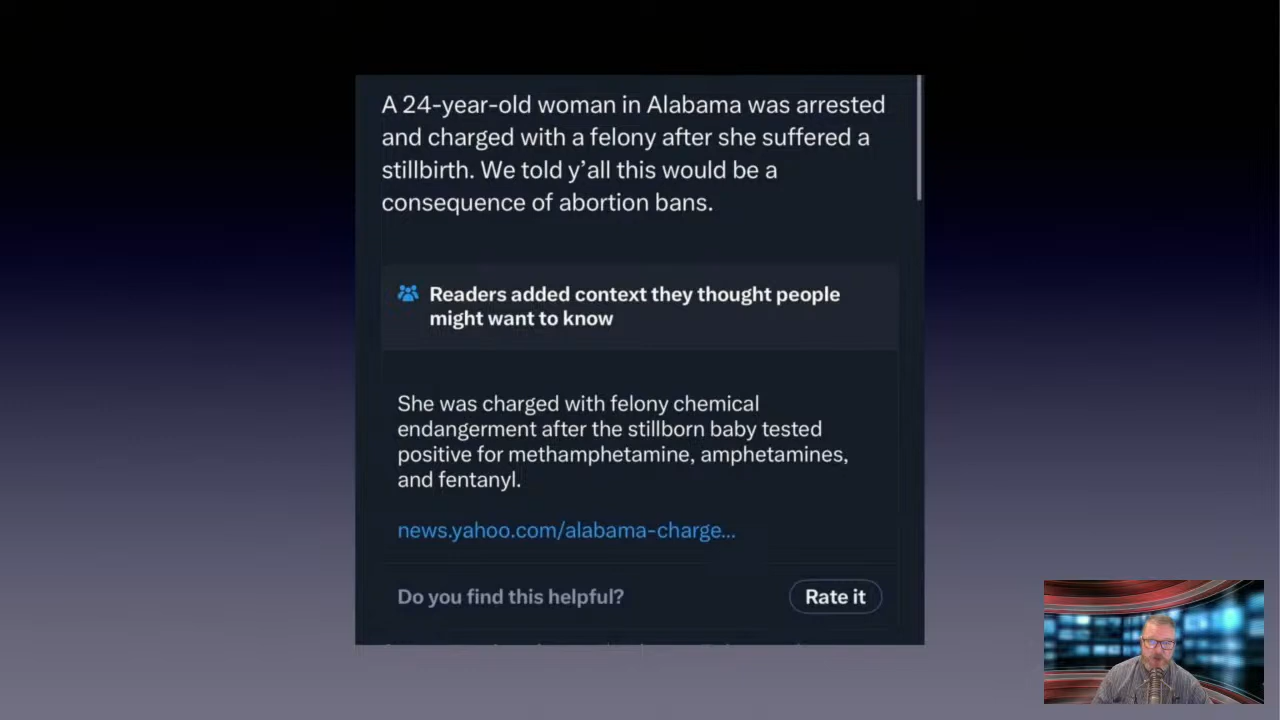 A 24-year-old woman in Alabama was arrested
and charged with a felony after she suffered a
stillbirth. We told y’all this would be a
consequence of abortion bans.
Readers added context they thought people
might want to know
She was charged with felony chemical
endangerment after the stillborn baby tested
positive for methamphetamine, amphetamines,
and fentanyl.
news.yahoo.com/alabama-charge...
Do you find this helpful?
Rate it